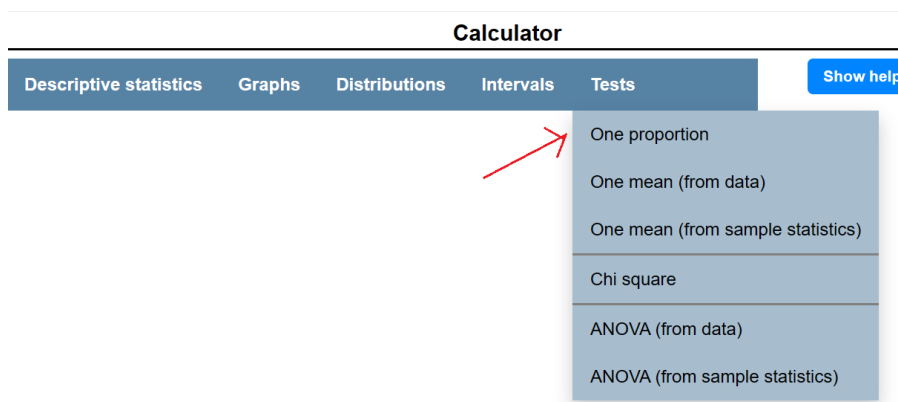 Calculator
Descriptive statistics Graphs Distributions Intervals Tests Show help
One proportion
One mean (from data)
One mean (from sample statistics)
Chi square
ANOVA (from data)
ANOVA (from sample statistics)